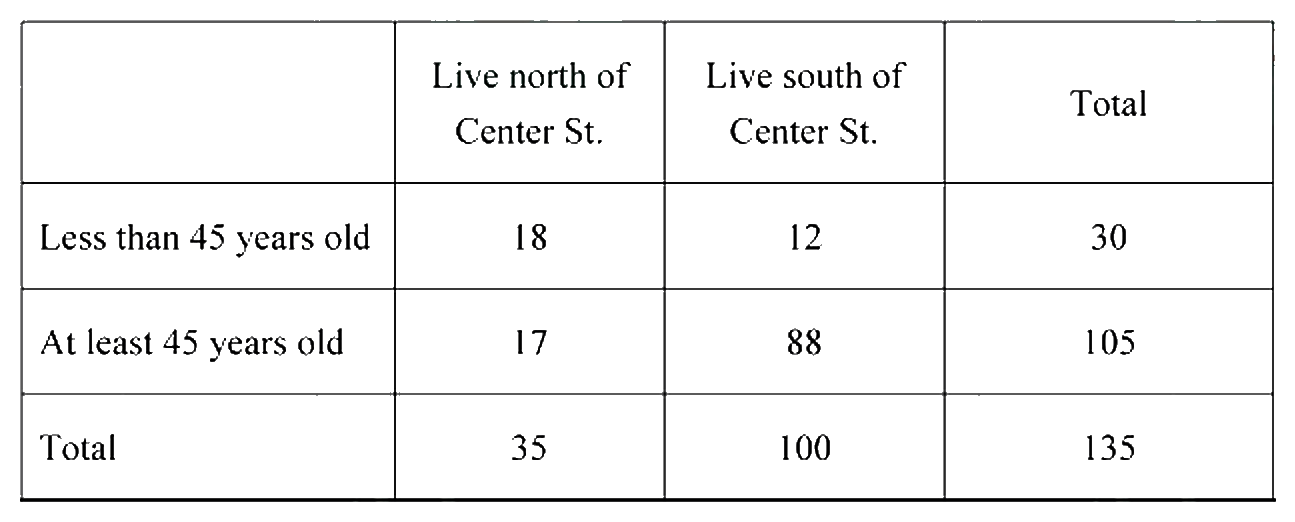 Live north of
Center St.
Live south of
Center St.
Total
Less than 45 years old
18
12
30
At least 45 years old
17
88
105
Total
35
100
135